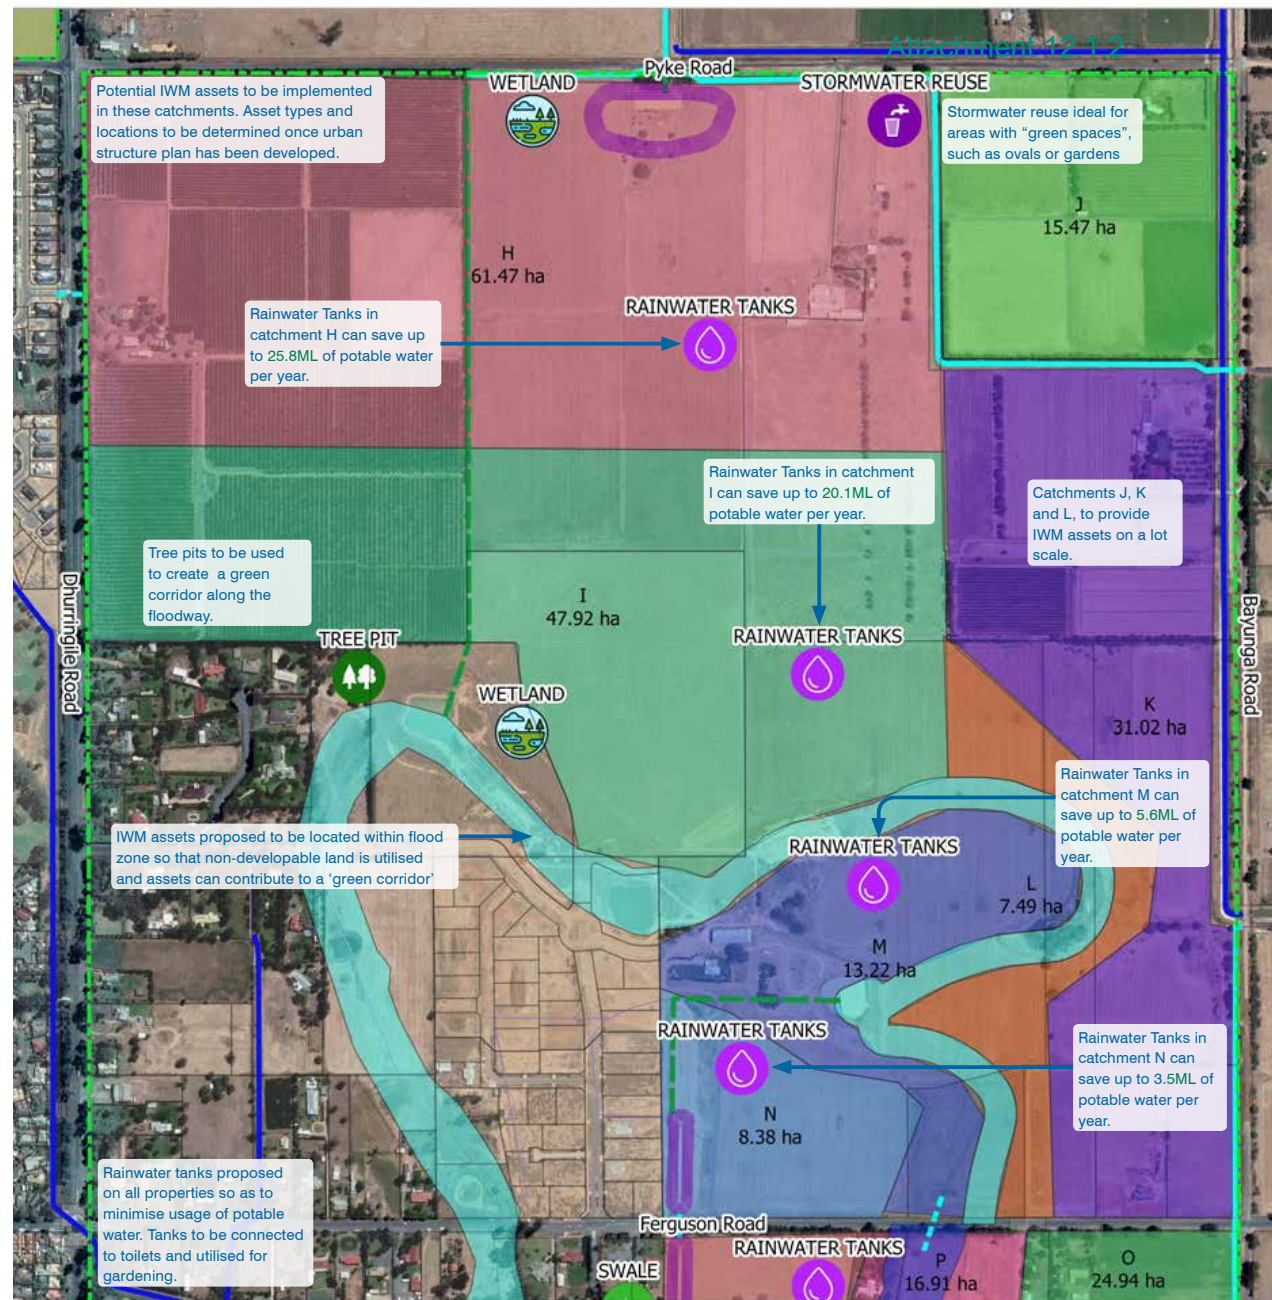 Attachment 12.1.2
Pyke Road
WETLAND
STORMWATER REUSE
Potential IWM assets to be implemented
in these catchments. Asset types and
locations to be determined once urban
structure plan has been developed.
Stormwater reuse ideal for
areas with “green spaces”,
such as ovals or gardens
J
15.47 ha
H
61.47 ha
RAINWATER TANKS
Rainwater Tanks in
catchment H can save up
to 25.8ML of potable water
per year.
Rainwater Tanks in catchment
I can save up to 20.1ML of
potable water per year.
Catchments J, K
and L, to provide
IWM assets on a lot
scale.
Tree pits to be used
to create a green
corridor along the
floodway.
I
47.92 ha
Dhurringile Road
Bayunga Road
TREE PIT
RAINWATER TANKS
WETLAND
K
31.02 ha
Rainwater Tanks in
catchment M can
save up to 5.6ML of
potable water per
year.
IWM assets proposed to be located within flood
zone so that non-developable land is utilised
and assets can contribute to a ‘green corridor’
RAINWATER TANKS
L
7.49 ha
M
13.22 ha
RAINWATER TANKS
Rainwater Tanks in
catchment N can
save up to 3.5ML of
potable water per
year.
N
8.38 ha
Rainwater tanks proposed
on all properties so as to
minimise usage of potable
water. Tanks to be connected
to toilets and utilised for
gardening.
Ferguson Road
RAINWATER TANKS
SWALE
P
16.91 ha
O
24.94 ha